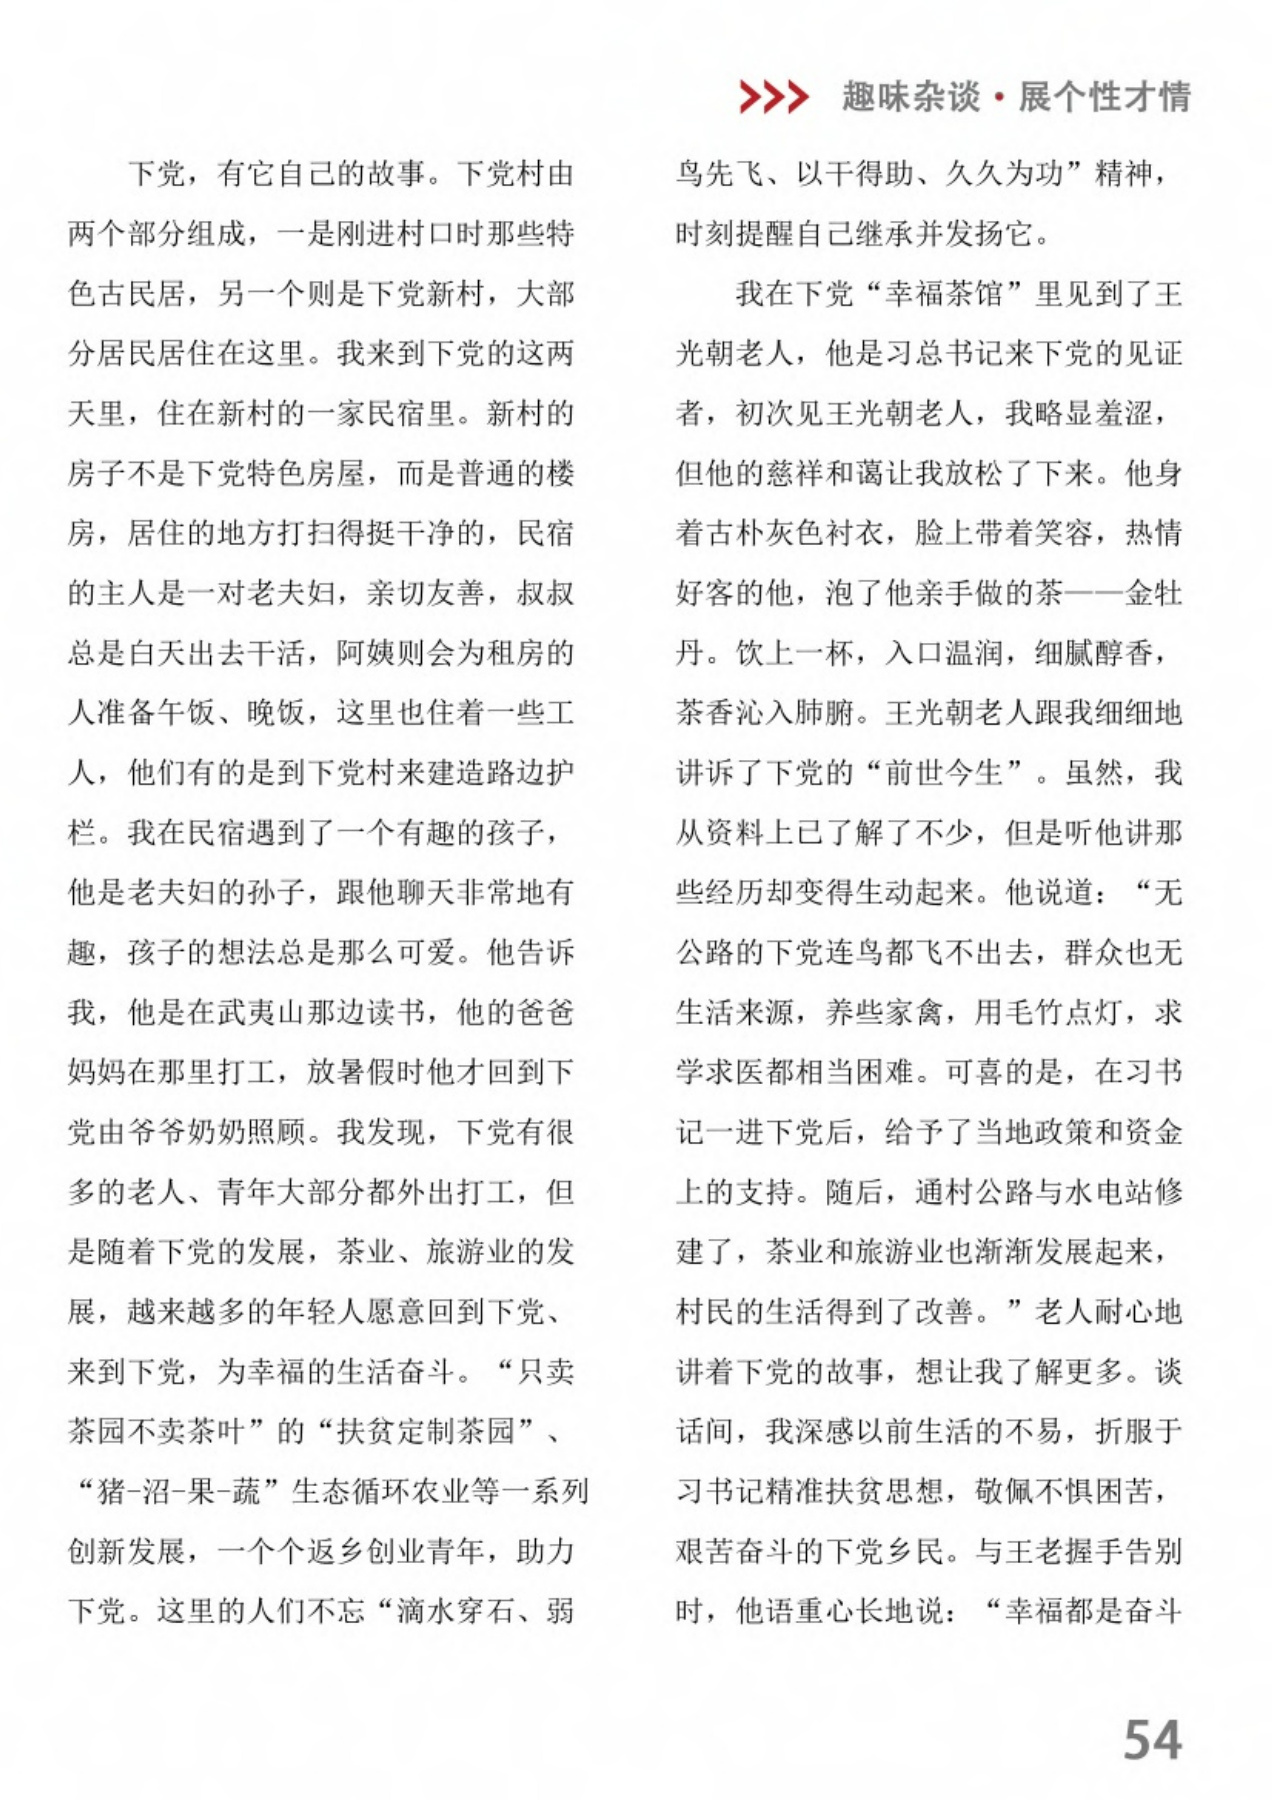 趣味杂谈·展个性才情
下党，有它自己的故事。下党村由
两个部分组成，一是刚进村口时那些特
色古民居，另一个则是下党新村，大部
分居民居住在这里。我来到下党的这两
天里，住在新村的一家民宿里。新村的
房子不是下党特色房屋，而是普通的楼
房，居住的地方打扫得挺干净的，民宿
的主人是一对老夫妇，亲切友善，叔叔
总是白天出去干活，阿姨则会为租房的
人准备午饭、晚饭，这里也住着一些工
人，他们有的是到下党村来建造路边护
栏。我在民宿遇到了一个有趣的孩子，
他是老夫妇的孙子，跟他聊天非常地有
趣，孩子的想法总是那么可爱。他告诉
我，他是在武夷山那边读书，他的爸爸
妈妈在那里打工，放暑假时他才回到下
党由爷爷奶奶照顾。我发现，下党有很
多的老人、青年大部分都外出打工，但
是随着下党的发展，茶业、旅游业的发
展，越来越多的年轻人愿意回到下党、
来到下党，为幸福的生活奋斗。“只卖
茶园不卖茶叶”的“扶贫定制茶园”、
“猪-沼-果-蔬”生态循环农业等一系列
创新发展，一个个返乡创业青年，助力
下党。这里的人们不忘“滴水穿石、弱
鸟先飞、以干得助、久久为功”精神，
时刻提醒自己继承并发扬它。
我在下党“幸福茶馆”里见到了王
光朝老人，他是习总书记来下党的见证
者，初次见王光朝老人，我略显羞涩，
但他的慈祥和蔼让我放松了下来。他身
着古朴灰色衬衣，脸上带着笑容，热情
好客的他，泡了他亲手做的茶——金牡
丹。饮上一杯，入口温润，细腻醇香，
茶香沁入肺腑。王光朝老人跟我细细地
讲诉了下党的“前世今生”。虽然，我
从资料上已了解了不少，但是听他讲那
些经历却变得生动起来。他说道：“无
公路的下党连鸟都飞不出去，群众也无
生活来源，养些家禽，用毛竹点灯，求
学求医都相当困难。可喜的是，在习书
记一进下党后，给予了当地政策和资金
上的支持。随后，通村公路与水电站修
建了，茶业和旅游业也渐渐发展起来，
村民的生活得到了改善。”老人耐心地
讲着下党的故事，想让我了解更多。谈
话间，我深感以前生活的不易，折服于
习书记精准扶贫思想，敬佩不惧困苦，
艰苦奋斗的下党乡民。与王老握手告别
时，他语重心长地说：“幸福都是奋斗
54